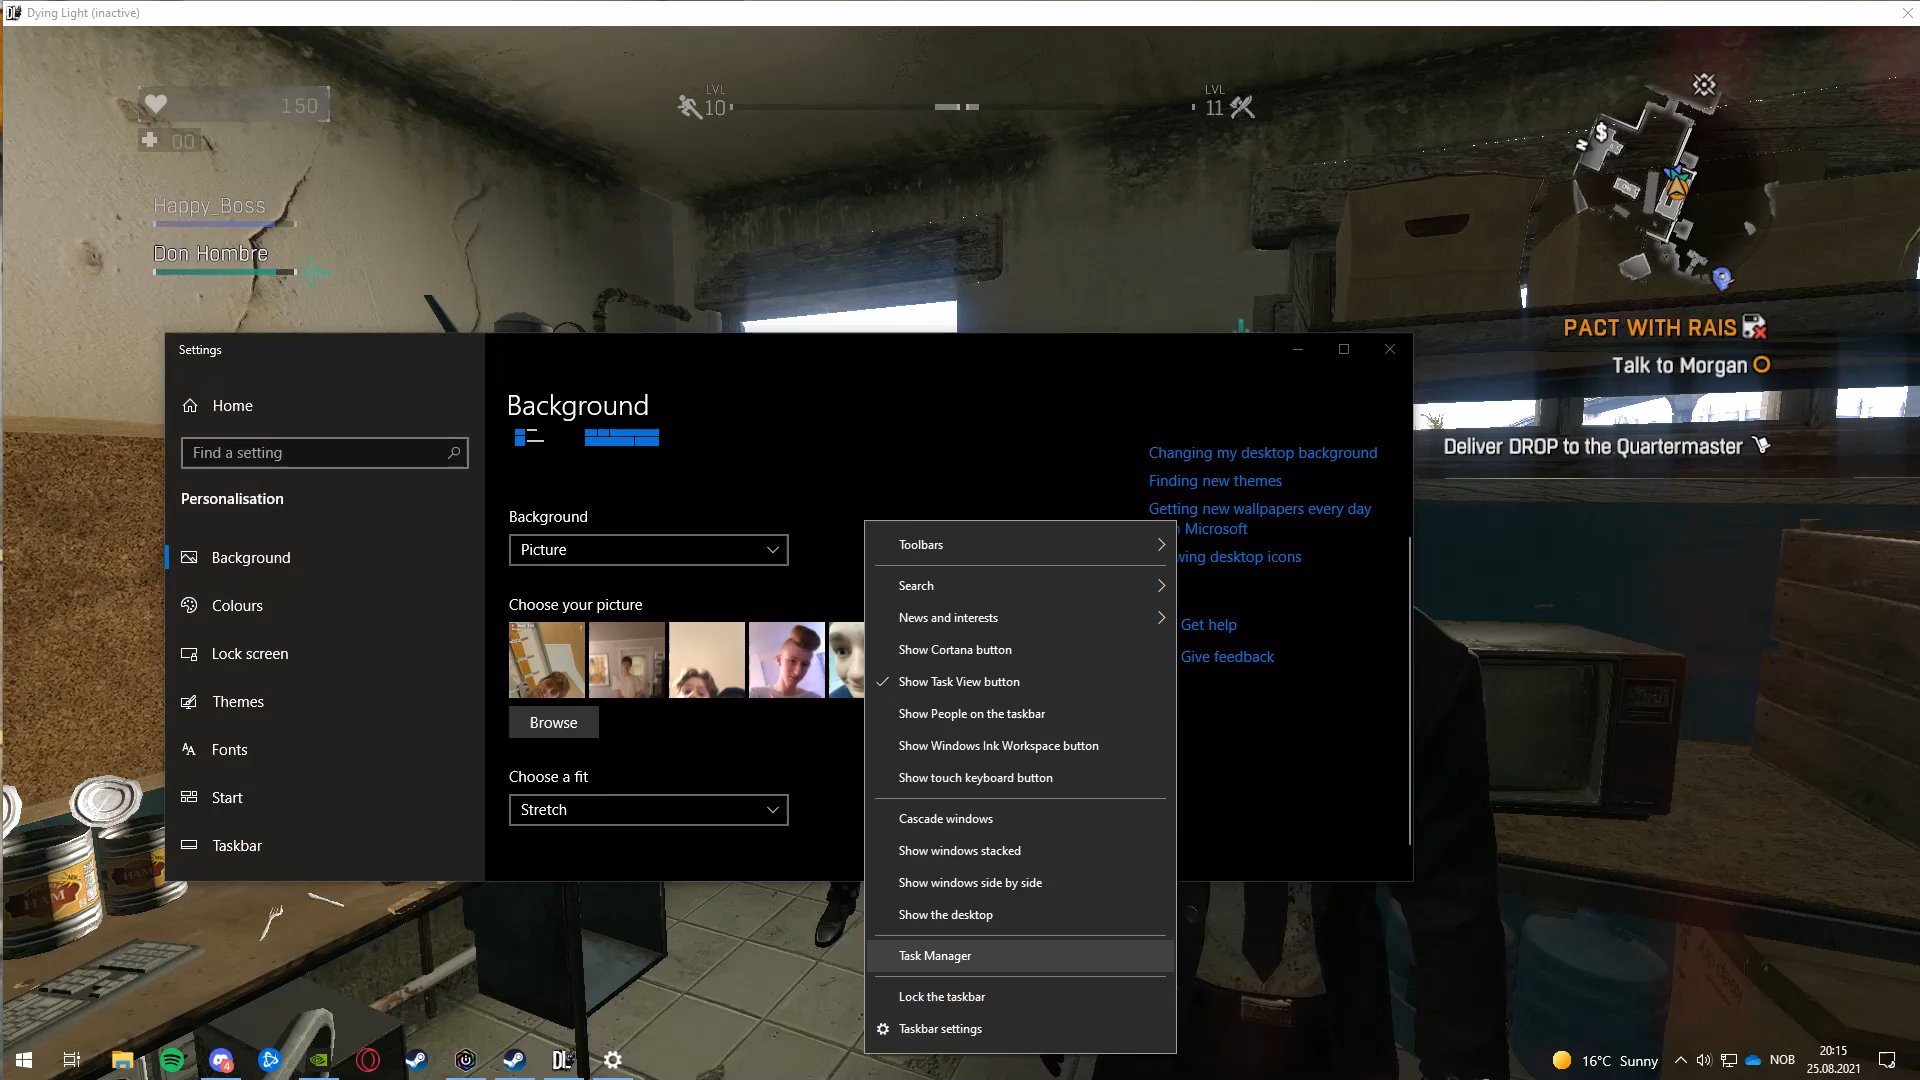 Dying Light (inactive)
150
00
LVL
10
LVL
11
$
N
Happy_Boss
Don Hombre
PACT WITH RAIS
Talk to Morgan
Deliver DROP to the Quartermaster
Settings
Home
Find a setting
Personalisation
Background
Colours
Lock screen
Themes
Fonts
Start
Taskbar
Background
Background
Picture
Choose your picture
Browse
Choose a fit
Stretch
Changing my desktop background
Finding new themes
Getting new wallpapers every day
Microsoft
desktop icons
Get help
Give feedback
Toolbars
Search
News and interests
Show Cortana button
Show Task View button
Show People on the taskbar
Show Windows Ink Workspace button
Show touch keyboard button
Cascade windows
Show windows stacked
Show windows side by side
Show the desktop
Task Manager
Lock the taskbar
Taskbar settings
HAM
HAM
4
DL
16°C Sunny
NOB
20:15
25.08.2021